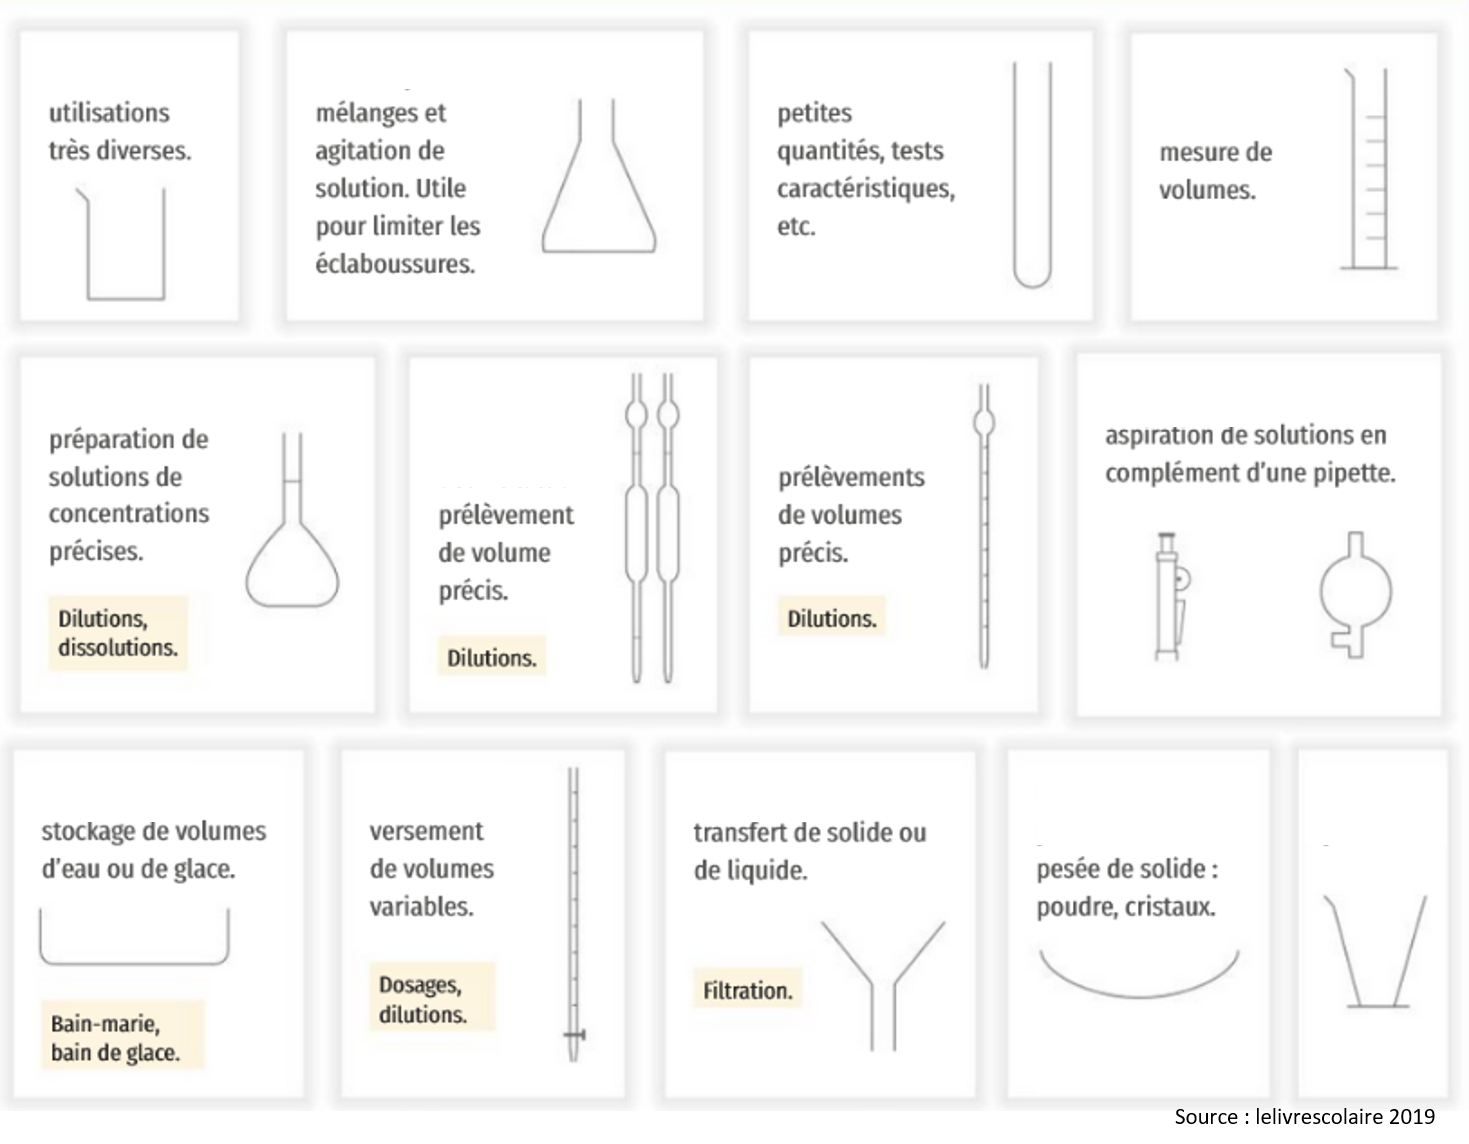 utilisations
très diverses.
mélanges et
agitation de
solution. Utile
pour limiter les
éclaboussures.
petites
quantités, tests
caractéristiques,
etc.
mesure de
volumes.
préparation de
solutions de
concentrations
précises.
Dilutions,
dissolutions.
prélèvement
de volume
précis.
Dilutions.
prélèvements
de volumes
précis.
Dilutions.
aspiration de solutions en
complément d'une pipette.
stockage de volumes
d'eau ou de glace.
Bain-marie,
bain de glace.
versement
de volumes
variables.
Dosages,
dilutions.
transfert de solide ou
de liquide.
Filtration.
pesée de solide :
poudre, cristaux.
Source : lelivrescolaire 2019